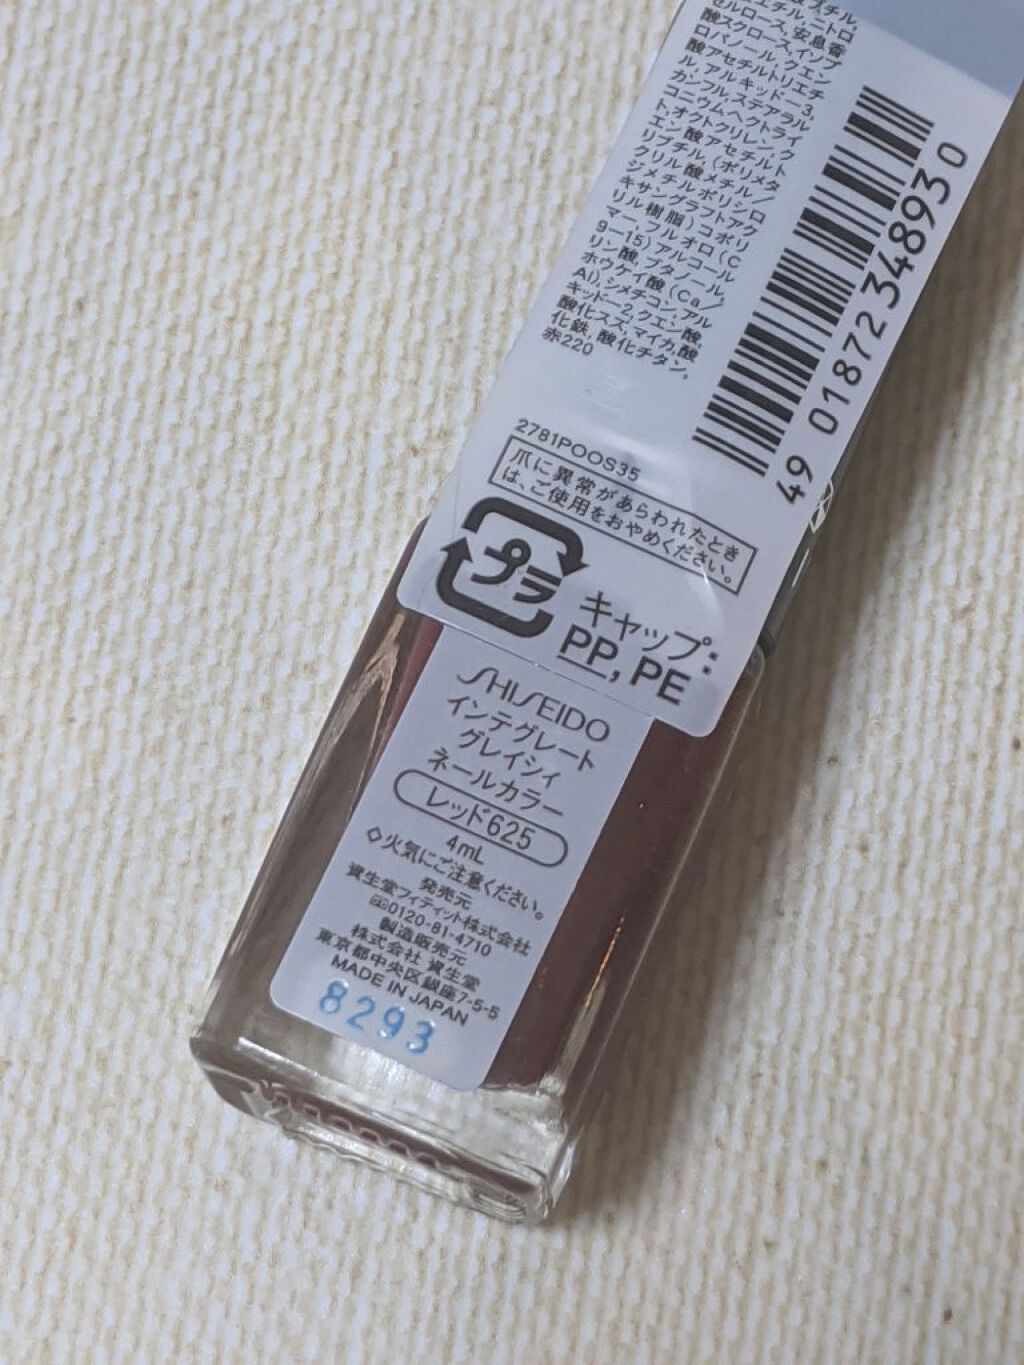 エチル,ニトロ
セルロース,安息香
酸スクロース,イソプ
ロパノール,クエン
酸アセチルトリエチ
ル,アルキッドー3,
カンフル,ステアラル
コニウムヘクトライ
ト,オクトクリレン,ク
エン酸アセチルト
リブチル,(ポリメタ
クリル酸メチル/
ジメチルポリシロ
キサングラフトアク
リル樹脂)コポリ
マー,フルオロ(C
9ー15)アルコール
リン酸,ブタノール,
ホウケイ酸(Ca/
Al),シメチコン,アル
キッドー2,クエン酸,
酸化スズ,マイカ,酸
化鉄,酸化チタン,
赤220
4901872348930
2781POOS35
爪に異常があらわれたとき
は、ご使用をおやめください。
プラ
キャップ:
PP, PE
SHISEIDO
インテグレート
グレイシィ
ネールカラー
レッド625
4mL
◇火気にご注意ください。
発売元
資生堂フィティット株式会社
0120-81-4710
製造販売元
株式会社 資生堂
東京都中央区銀座7-5-5
MADE IN JAPAN
8293